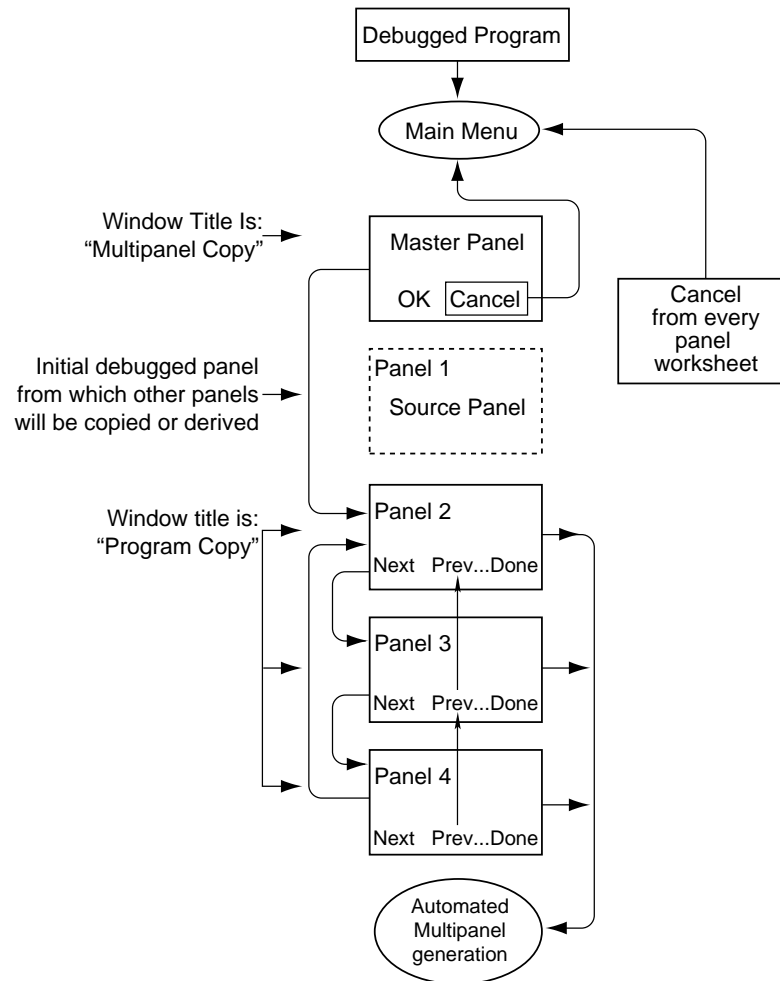 Debugged Program
Main Menu
Window Title Is:
“Multipanel Copy”
Master Panel
OK Cancel
Cancel
from every
panel
worksheet
Initial debugged panel
from which other panels
will be copied or derived
Panel 1
Source Panel
Window title is:
“Program Copy”
Panel 2
Next Prev...Done
Panel 3
Next Prev...Done
Panel 4
Next Prev...Done
Automated
Multipanel
generation